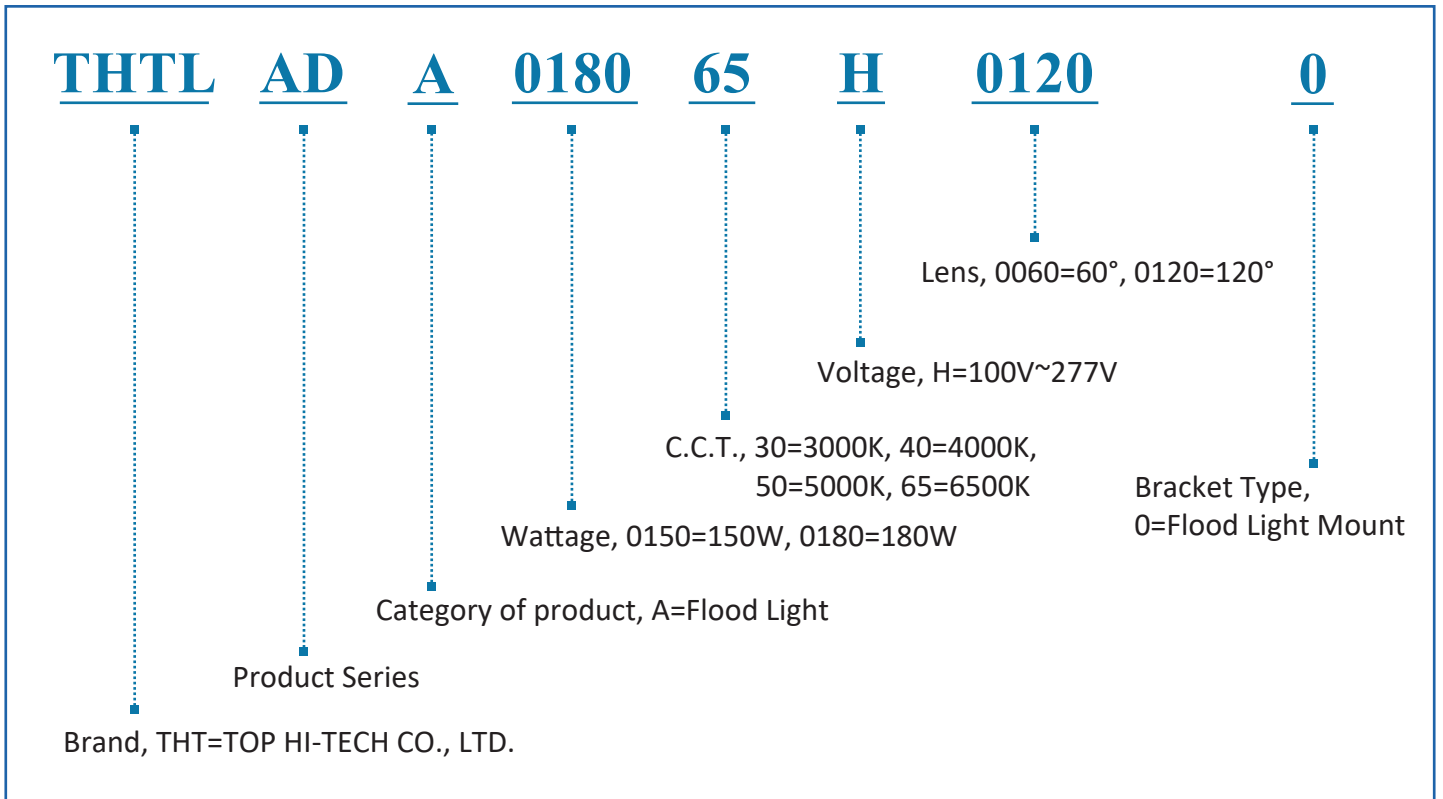 THTL AD A 0180 65 H 0120 0
Lens, 0060=60°, 0120=120°
Voltage, H=100V~277V
C.C.T., 30=3000K, 40=4000K,
50=5000K, 65=6500K
Bracket Type,
0=Flood Light Mount
Wattage, 0150=150W, 0180=180W
Category of product, A=Flood Light
Product Series
Brand, THT=TOP HI-TECH CO., LTD.